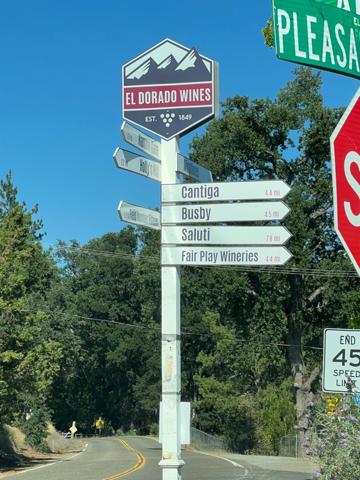 PLEASA
EL DORADO WINES
EST. 1849
Cantiga 4.4 mi
Busby 4.5 mi
Saluti 7.8 mi
Fair Play Wineries 4.4 mi
S
END
45
SPEED
LIMIT